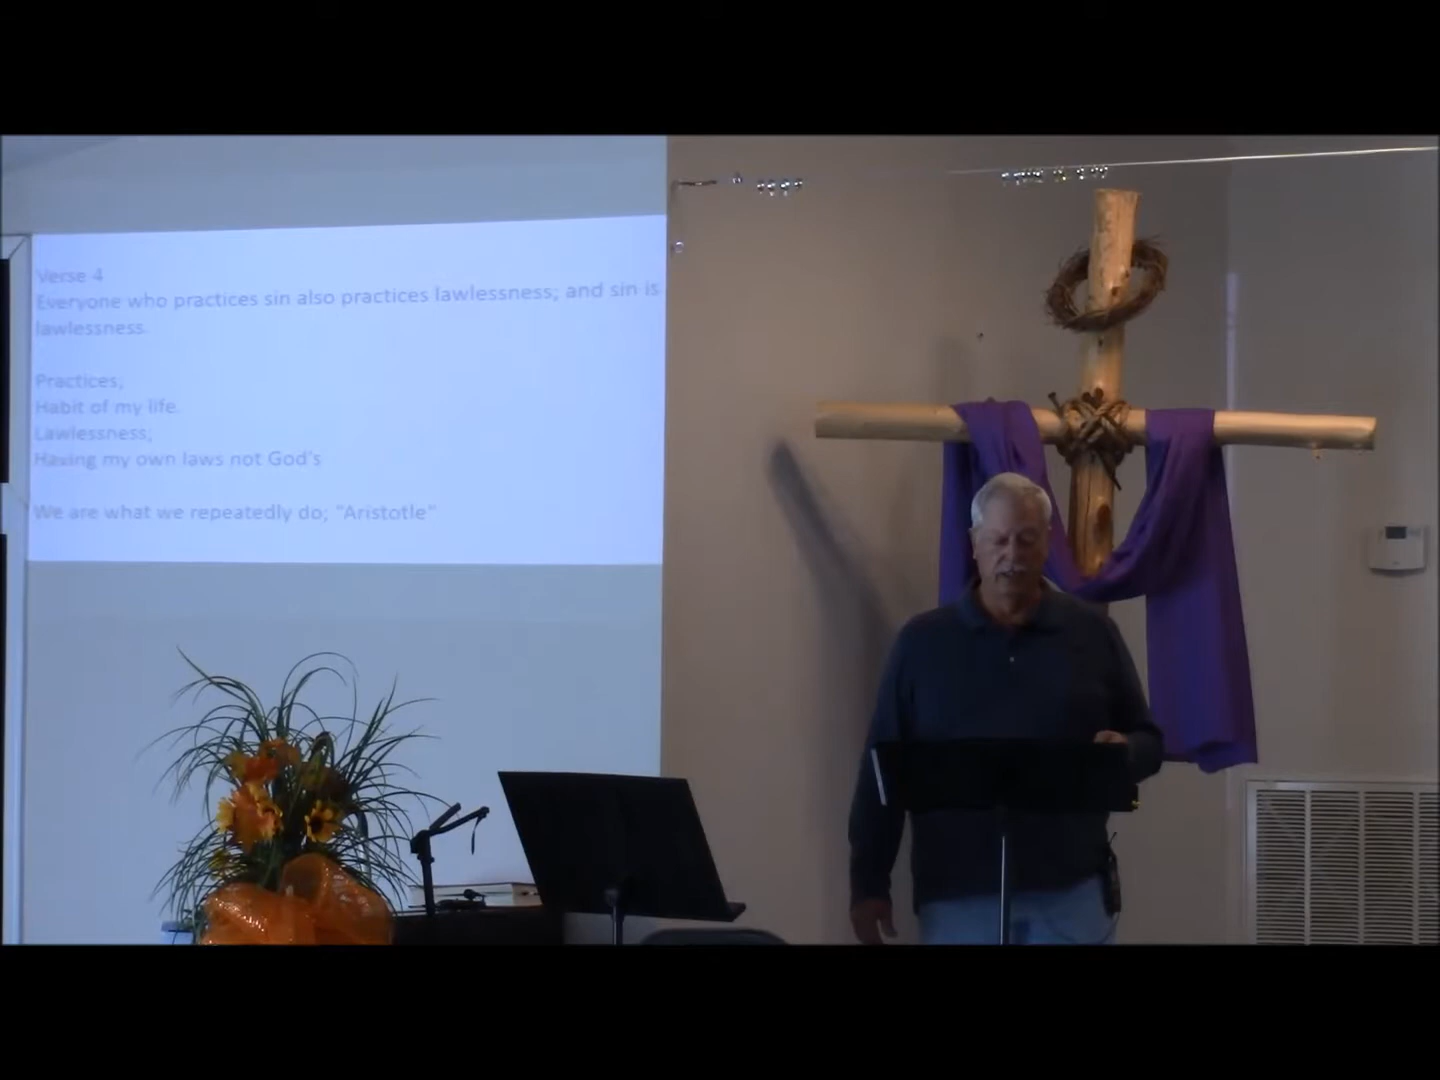 Verse 4
Everyone who practices sin also practices lawlessness; and sin is
lawlessness.
Practices;
Habit of my life.
Lawlessness;
Having my own laws not God's
We are what we repeatedly do; "Aristotle"